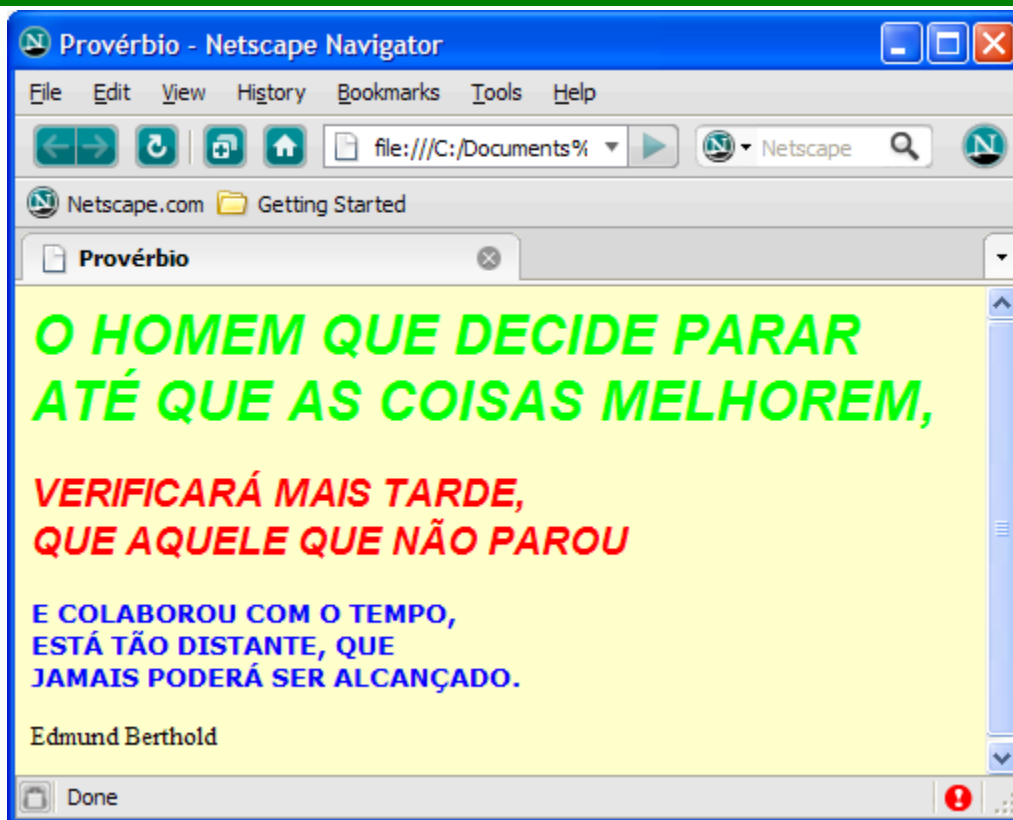 Provérbio - Netscape Navigator
File Edit View History Bookmarks Tools Help
file:///C:/Documents% Netscape
Netscape.com Getting Started
Provérbio
O HOMEM QUE DECIDE PARAR
ATÉ QUE AS COISAS MELHOREM,
VERIFICARÁ MAIS TARDE,
QUE AQUELE QUE NÃO PAROU
E COLABOROU COM O TEMPO,
ESTÁ TÃO DISTANTE, QUE
JAMAIS PODERÁ SER ALCANÇADO.
Edmund Berthold
Done